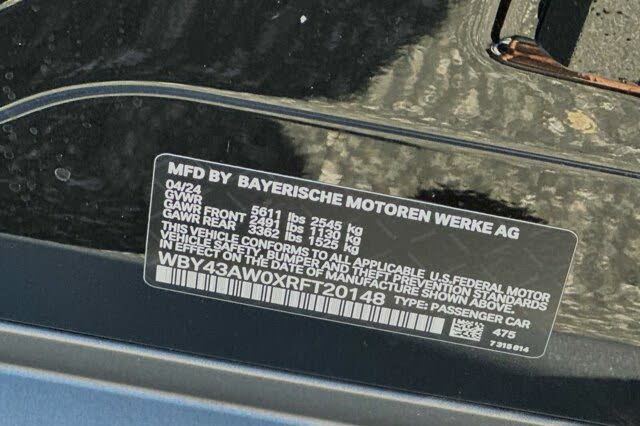 MFD BY BAYERISCHE MOTOREN WERKE AG
04/24
GVWR 5611 lbs 2545 kg
GAWR FRONT 2491 lbs 1130 kg
GAWR REAR 3362 lbs 1525 kg
THIS VEHICLE CONFORMS TO ALL APPLICABLE U.S.FEDERAL MOTOR
VEHICLE SAFETY, BUMPER AND THEFT PREVENTION STANDARDS
IN EFFECT ON THE DATE OF MANUFACTURE SHOWN ABOVE.
WBY43AW0XRFT20148 TYPE: PASSENGER CAR
475
7 315 614